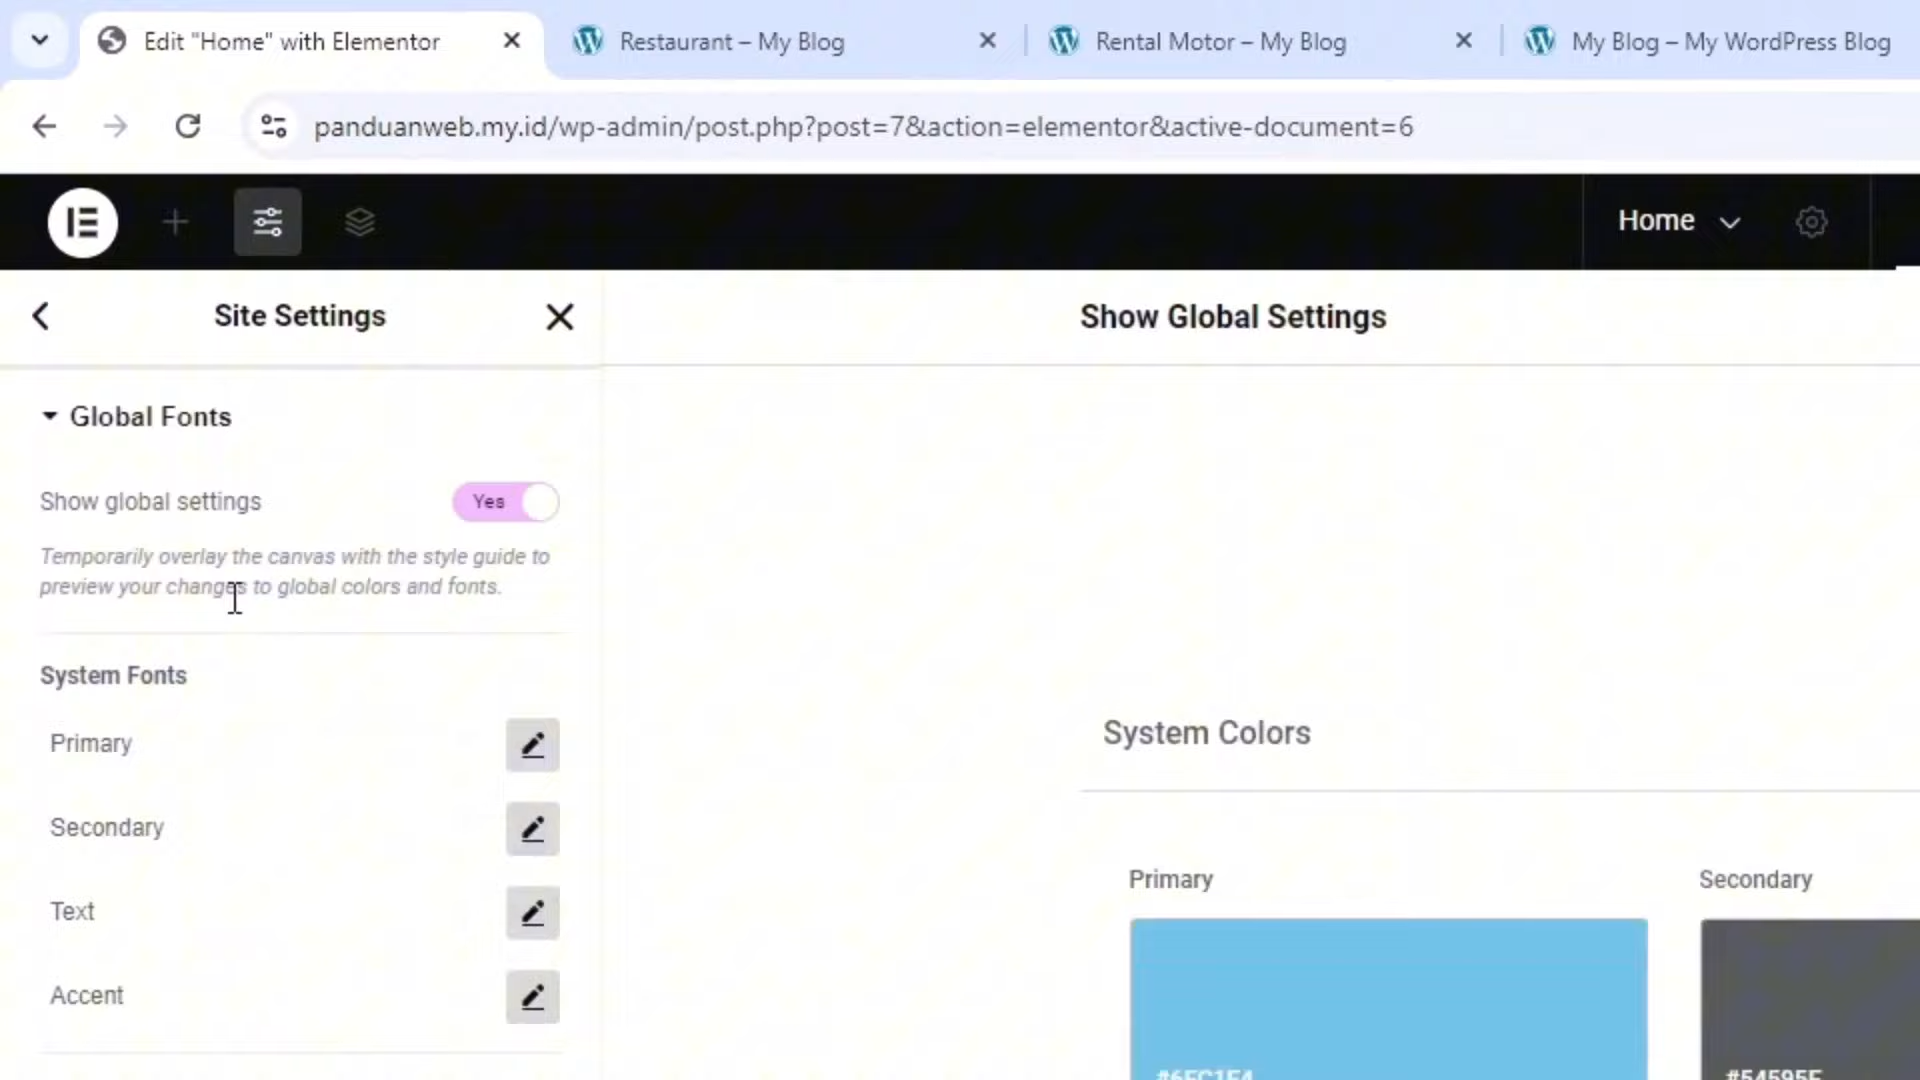 Edit "Home" with Elementor
Restaurant – My Blog
Rental Motor – My Blog
My Blog – My WordPress Blog
panduanweb.my.id/wp-admin/post.php?post=7&action=elementor&active-document=6
Home
Site Settings
Show Global Settings
Global Fonts
Show global settings
Yes
Temporarily overlay the canvas with the style guide to
preview your changes to global colors and fonts.
System Fonts
Primary
Secondary
Text
Accent
System Colors
Primary
Secondary
#6EC1E4
#54595F